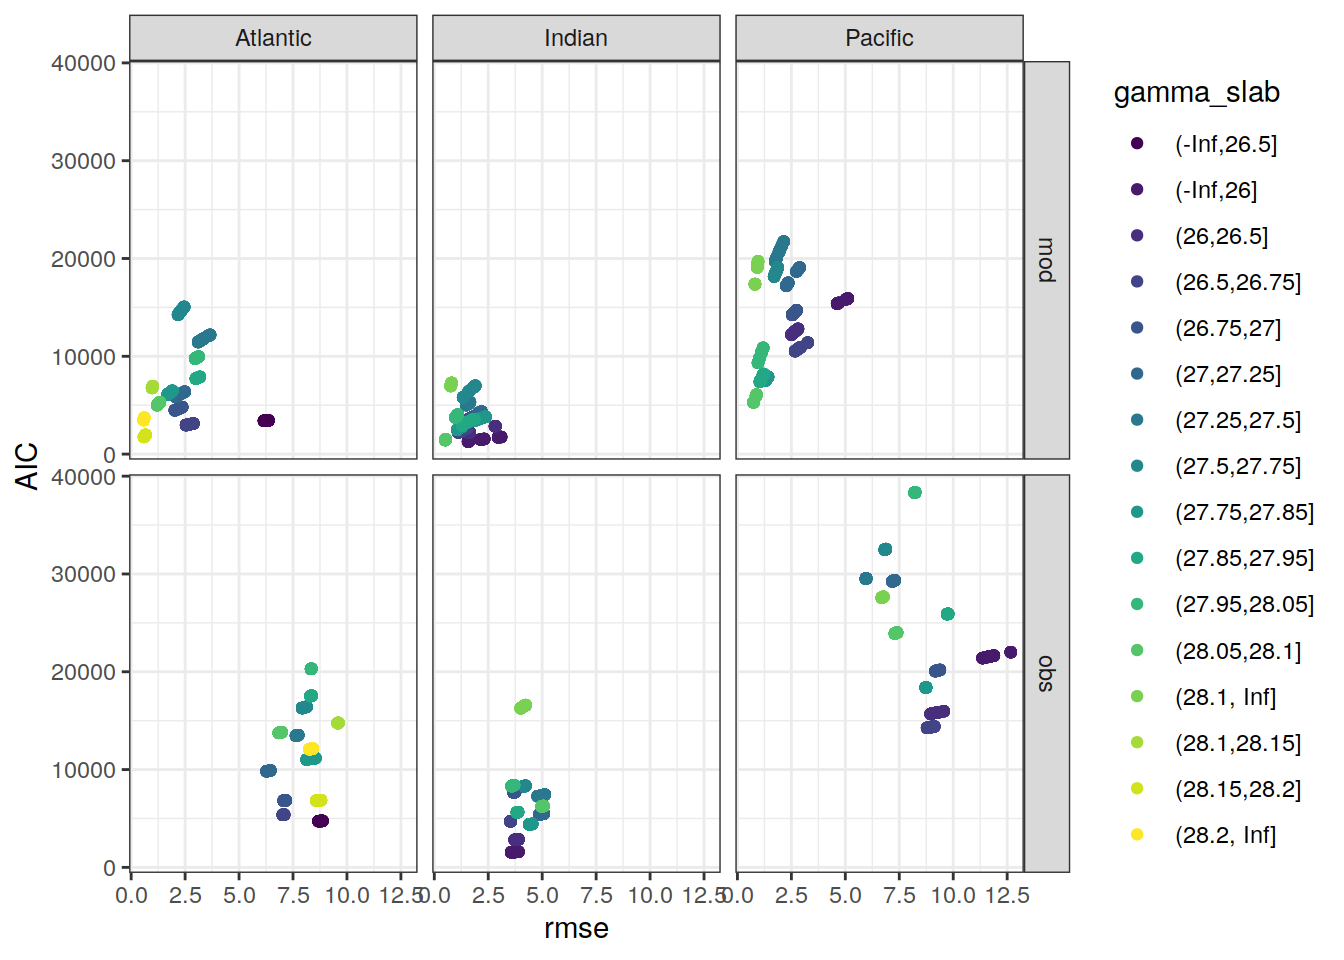 Atlantic Indian Pacific
gamma_slab
(-Inf,26.5]
(-Inf,26]
(26,26.5]
(26.5,26.75]
(26.75,27]
(27,27.25]
(27.25,27.5]
(27.5,27.75]
(27.75,27.85]
(27.85,27.95]
(27.95,28.05]
(28.05,28.1]
(28.1, Inf]
(28.1,28.15]
(28.15,28.2]
(28.2, Inf]
mod
obs
AIC
40000
30000
20000
10000
0
40000
30000
20000
10000
0
0.0 2.5 5.0 7.5 10.0 12.5 0.0 2.5 5.0 7.5 10.0 12.5 0.0 2.5 5.0 7.5 10.0 12.5
rmse